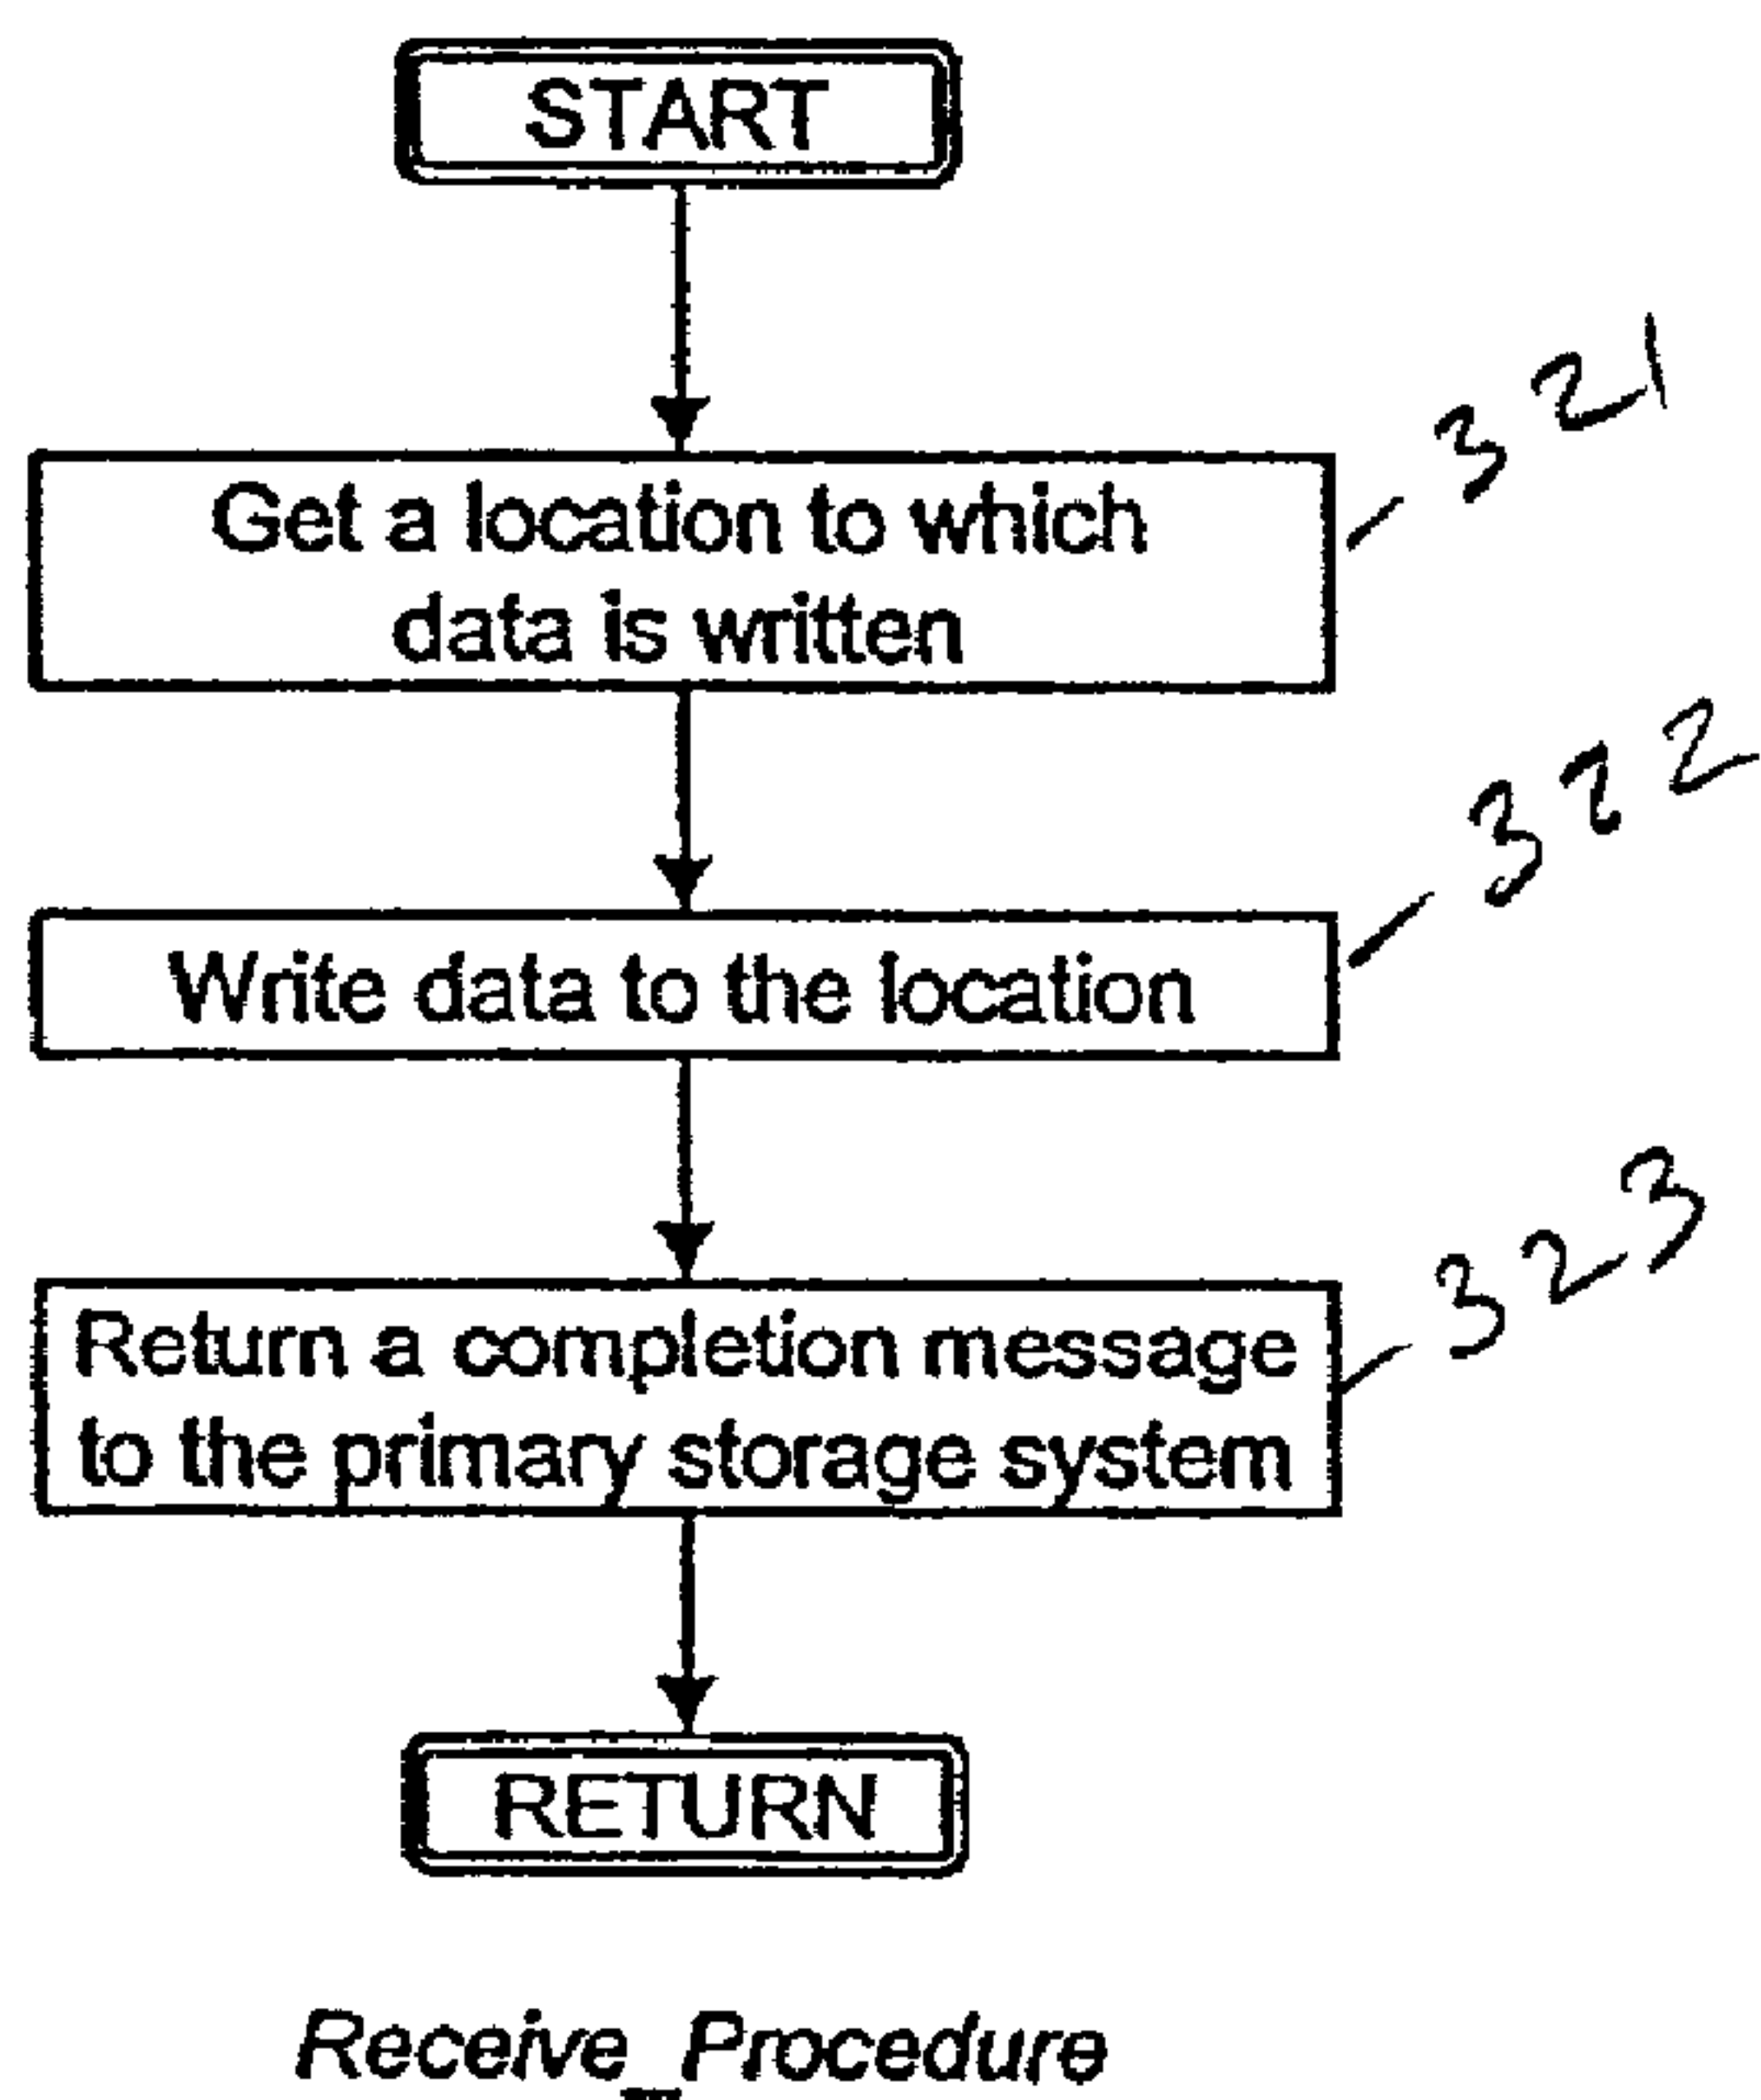 START
Get a location to which
data is written
321
Write data to the location
322
Return a completion message
to the primary storage system
323
RETURN
Receive_Procedure